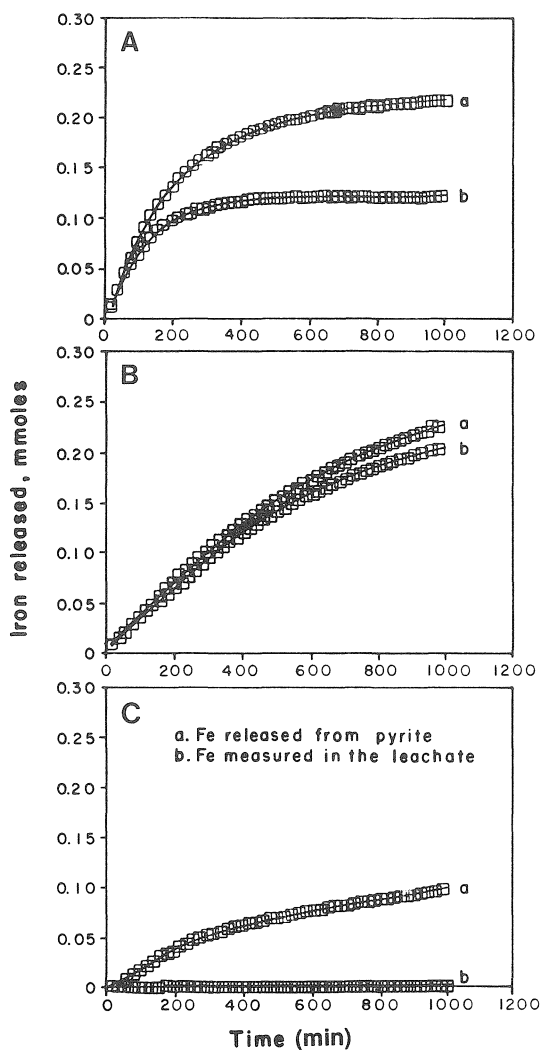 0.30
A
0.25
a
0.20
0.15
b
0.10
0.05
0
0 200 400 600 800 1000 1200
0.30
B
0.25
a
0.20
b
0.15
0.10
0.05
0
0 200 400 600 800 1000 1200
0.30
C
0.25
a. Fe released from pyrite
b. Fe measured in the leachate
0.20
0.15
0.10
a
0.05
b
0
0 200 400 600 800 1000 1200
Iron released, mmoles
Time (min)